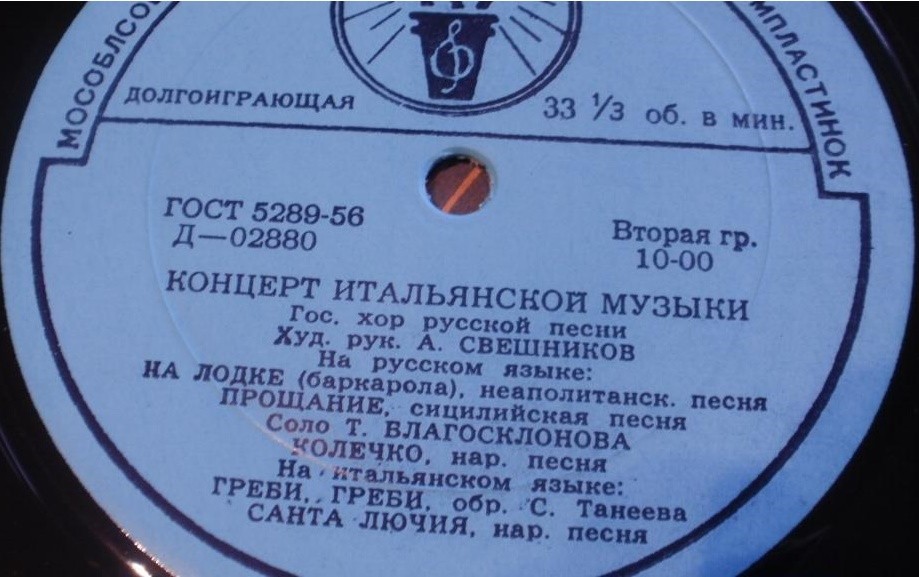 МОСОБЛСО
МПЛАСТИНОК
ДОЛГОИГРАЮЩАЯ
33 1/3 об. в мин.
ГОСТ 5289-56
Д—02880
Вторая гр.
10-00
КОНЦЕРТ ИТАЛЬЯНСКОЙ МУЗЫКИ
Гос. хор русской песни
Худ. рук. А. СВЕШНИКОВ
На русском языке:
НА ЛОДКЕ (баркарола), неаполитанск. песня
ПРОЩАНИЕ, сицилийская песня
Соло Т. БЛАГОСКЛОНОВА
КОЛЕЧКО, нар. песня
На итальянском языке:
ГРЕБИ, ГРЕБИ, обр. С. Танеева
САНТА ЛЮЧИЯ, нар. песня